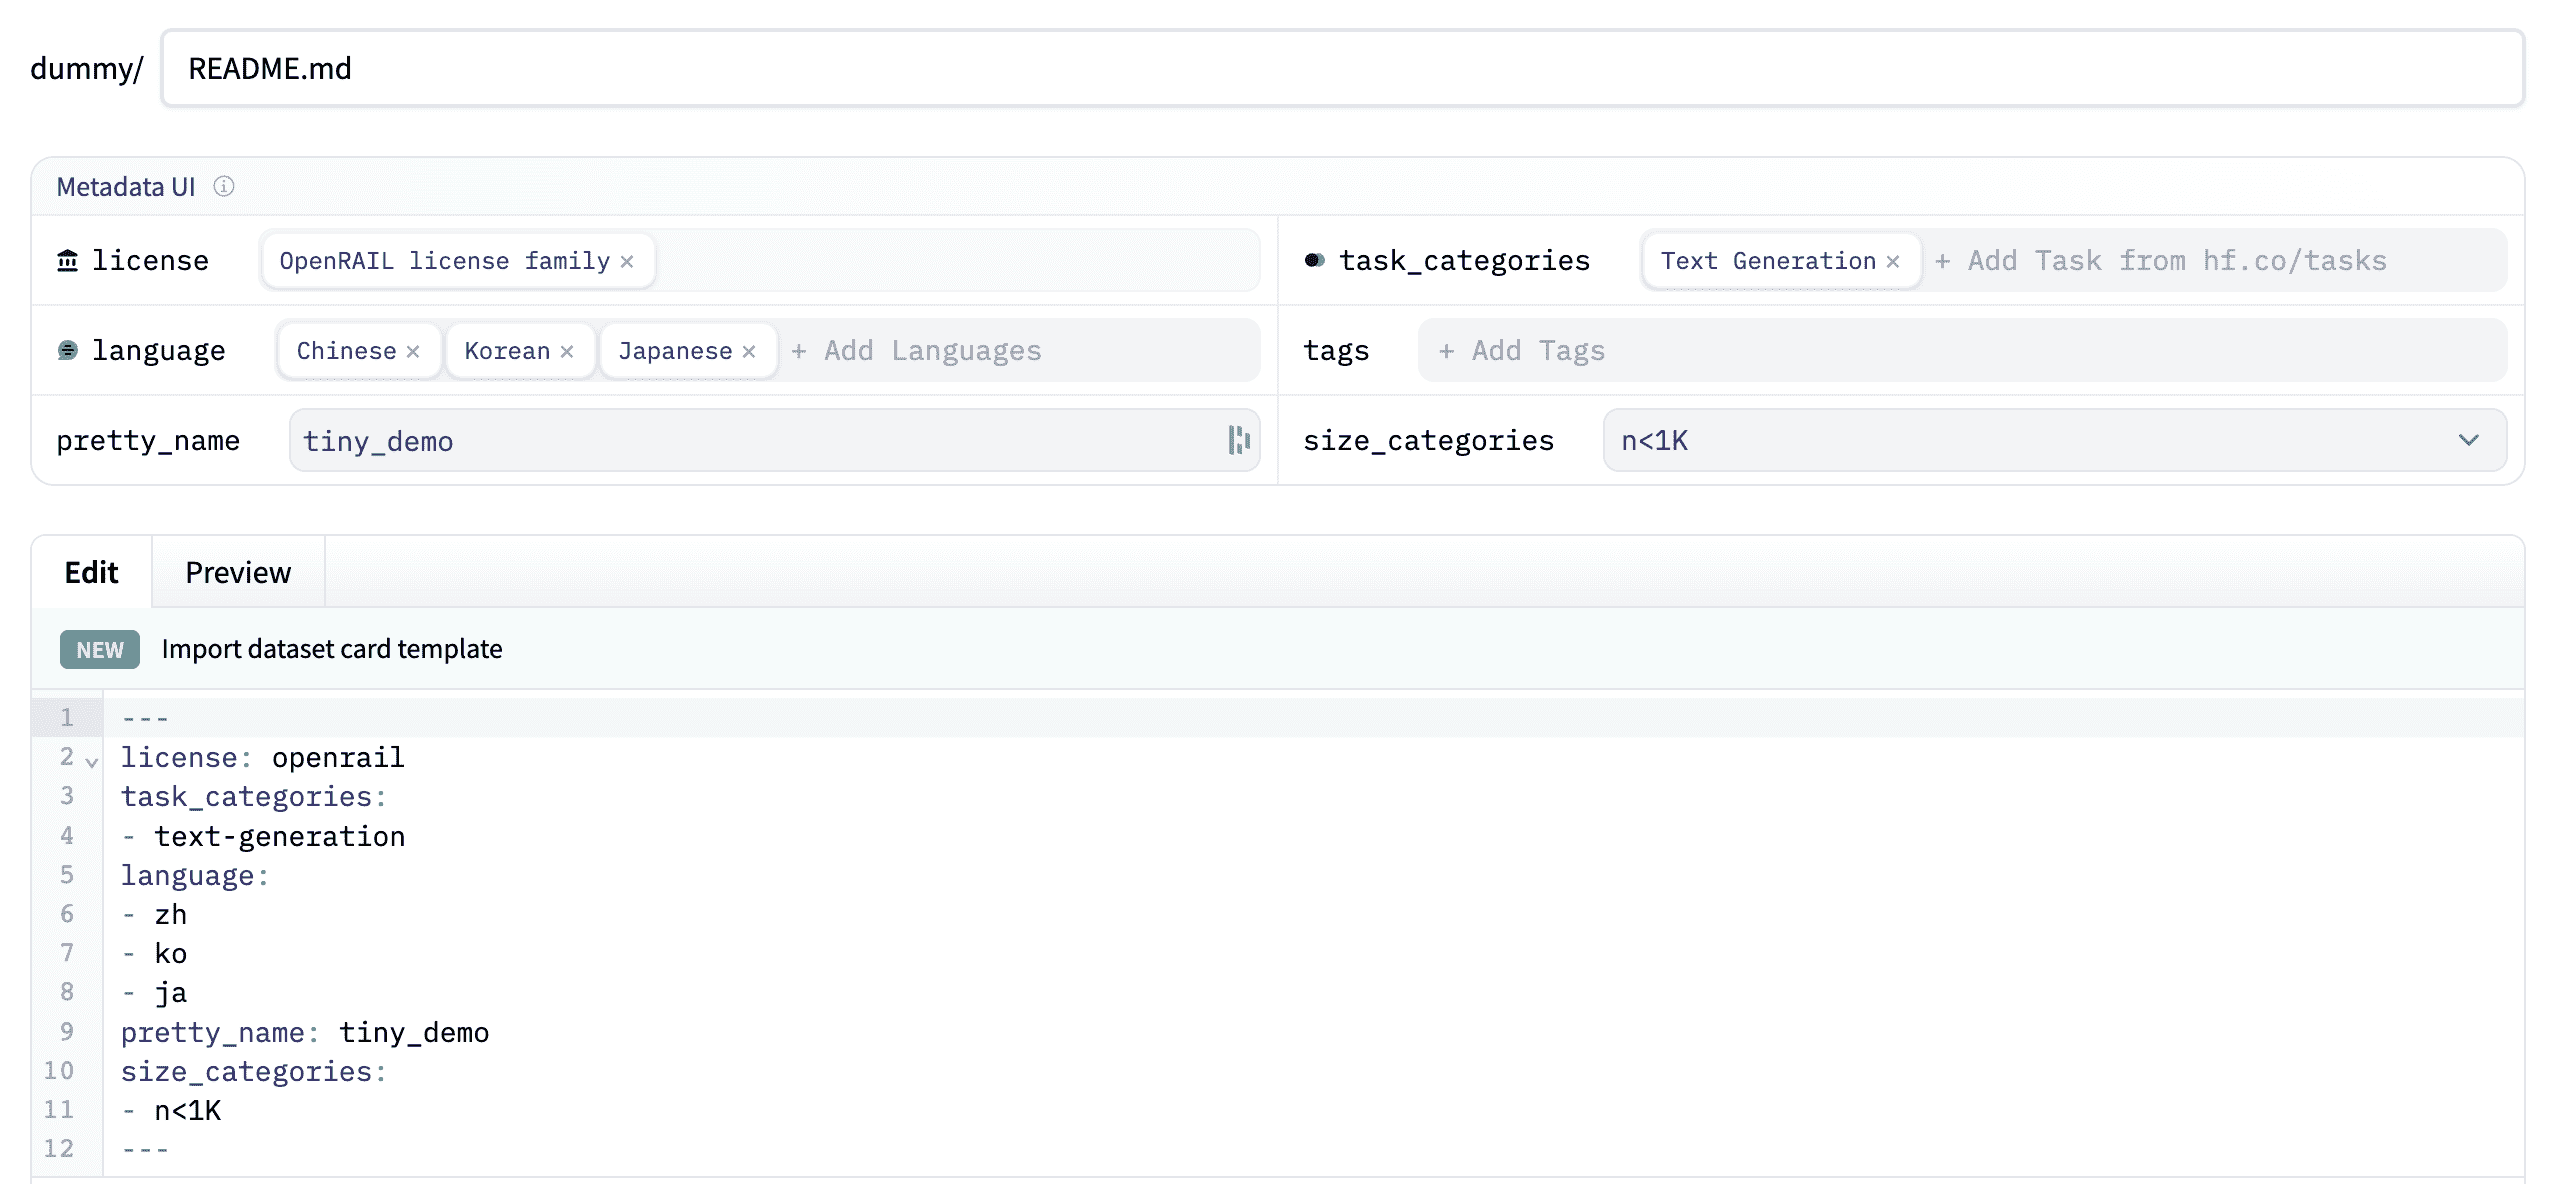 dummy/ README.md
Metadata UI
license OpenRAIL license family × task_categories Text Generation × + Add Task from hf.co/tasks
language Chinese × Korean × Japanese × + Add Languages tags + Add Tags
pretty_name tiny_demo size_categories n<1K
Edit Preview
NEW Import dataset card template
1 ---
2 license: openrail
3 task_categories:
4 - text-generation
5 language:
6 - zh
7 - ko
8 - ja
9 pretty_name: tiny_demo
10 size_categories:
11 - n<1K
12 ---